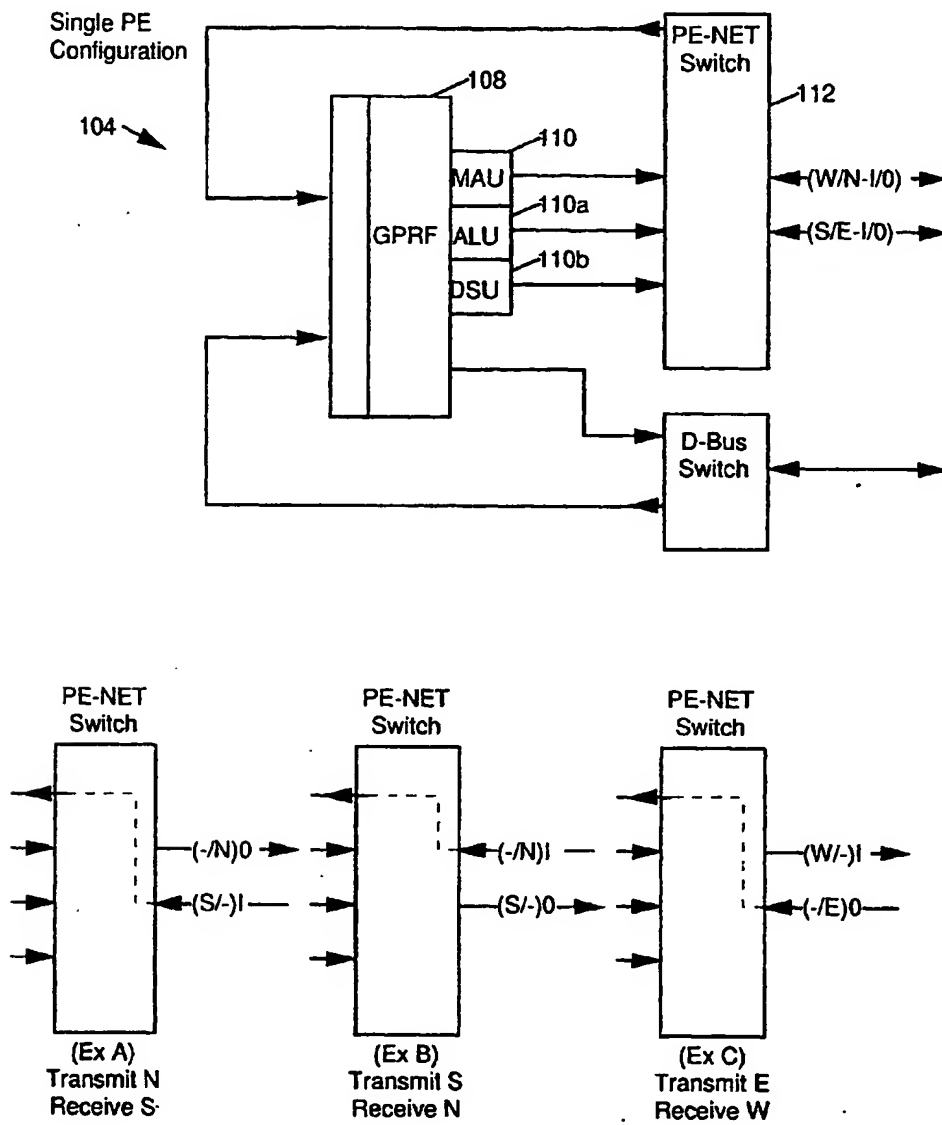 Single PE
Configuration
PE-NET
Switch
108
112
104
110
MAU
(W/N-I/0)
110a
GPRF
ALU
(S/E-I/0)
110b
DSU
D-Bus
Switch
PE-NET
Switch
PE-NET
Switch
PE-NET
Switch
(-/N)0
(-/N)I
(W/-)I
(S/-)I
(S/-)0
(-/E)0
(Ex A)
Transmit N
Receive S
(Ex B)
Transmit S
Receive N
(Ex C)
Transmit E
Receive W